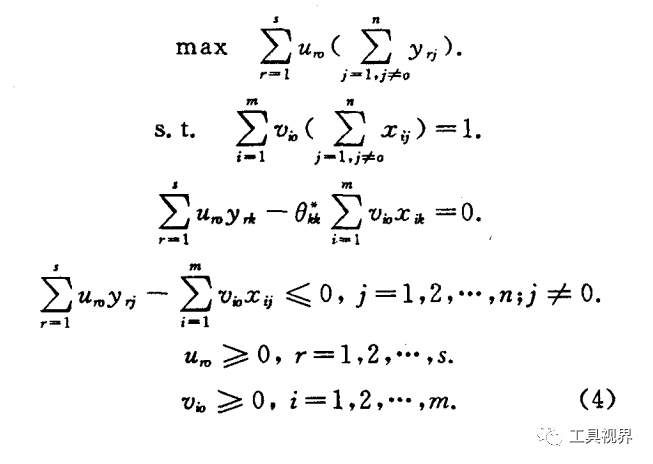 max ∑_{r=1}^{s} u_{ro}(∑_{j=1,j≠o}^{n} y_{rj}).
s.t. ∑_{i=1}^{m} v_{io}(∑_{j=1,j≠o}^{n} x_{ij})=1.
∑_{r=1}^{s} u_{ro}y_{rk} − θ*_{kk} ∑_{i=1}^{m} v_{io}x_{ik}=0.
∑_{r=1}^{s} u_{ro}y_{rj} − ∑_{i=1}^{m} v_{io}x_{ij} ⩽ 0, j=1,2,⋯,n; j ≠ 0.
u_{ro} ⩾ 0, r=1,2,⋯,s.
v_{io} ⩾ 0, i=1,2,⋯,m. (4)
工具视界